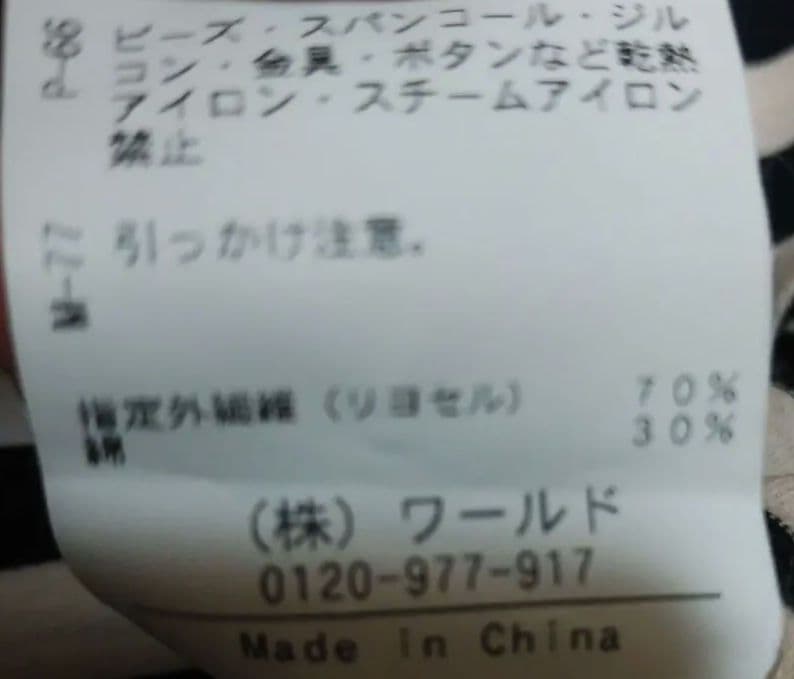 ビーズ・スパンコール・ジル
コン・金具・ボタンなど乾熱
アイロン・スチームアイロン
禁止
引っかけ注意。
M-77
指定外繊維(リヨセル) 70%
綿 30%
(株)ワールド
0120-977-917
Made in China